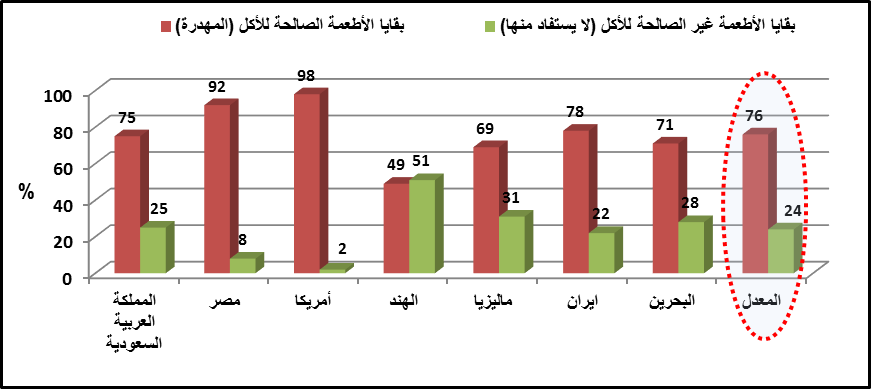 بقايا الأطعمة الصالحة للأكل (المهدرة)
بقايا الأطعمة غير الصالحة للأكل (لا يستفاد منها)
%
100
80
60
40
20
0
75
25
92
8
98
2
49
51
69
31
78
22
71
28
76
24
المملكة
العربية
السعودية
مصر
أمريكا
الهند
ماليزيا
ايران
البحرين
المعدل